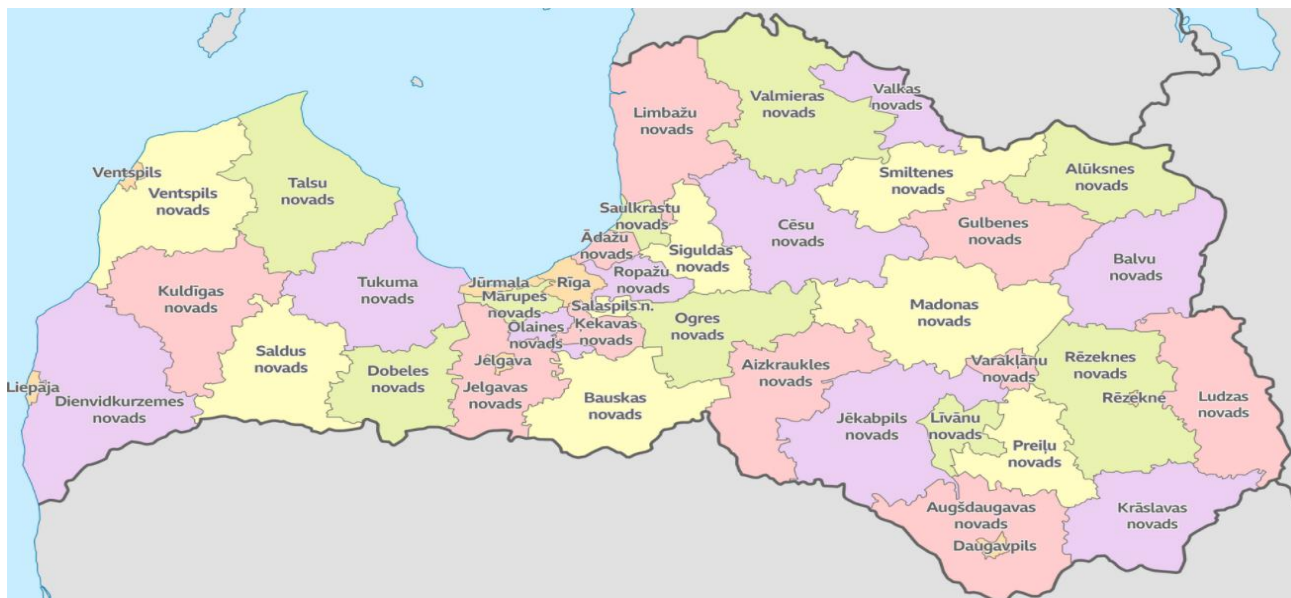 Valkas
novads
Valmieras
novads
Limbažu
novads
Ventspils
Ventspils
novads
Talsu
novads
Smiltenes
novads
Alūksnes
novads
Saulkrastu
novads
Cēsu
novads
Gulbenes
novads
Ādažu
novads
Siguldas
novads
Balvu
novads
Kuldīgas
novads
Tukuma
novads
Jūrmala
Rīga
Ropažu
novads
Mārupes
novads
Salaspils n.
Madonas
novads
Olaines
novads
Ķekavas
novads
Ogres
novads
Saldus
novads
Dobeles
novads
Jelgava
Jelgavas
novads
Aizkraukles
novads
Varakļānu
novads
Rēzeknes
novads
Rēzekne
Liepāja
Dienvidkurzemes
novads
Bauskas
novads
Ludzas
novads
Jēkabpils
novads
Līvānu
novads
Preiļu
novads
Augšdaugavas
novads
Daugavpils
Krāslavas
novads